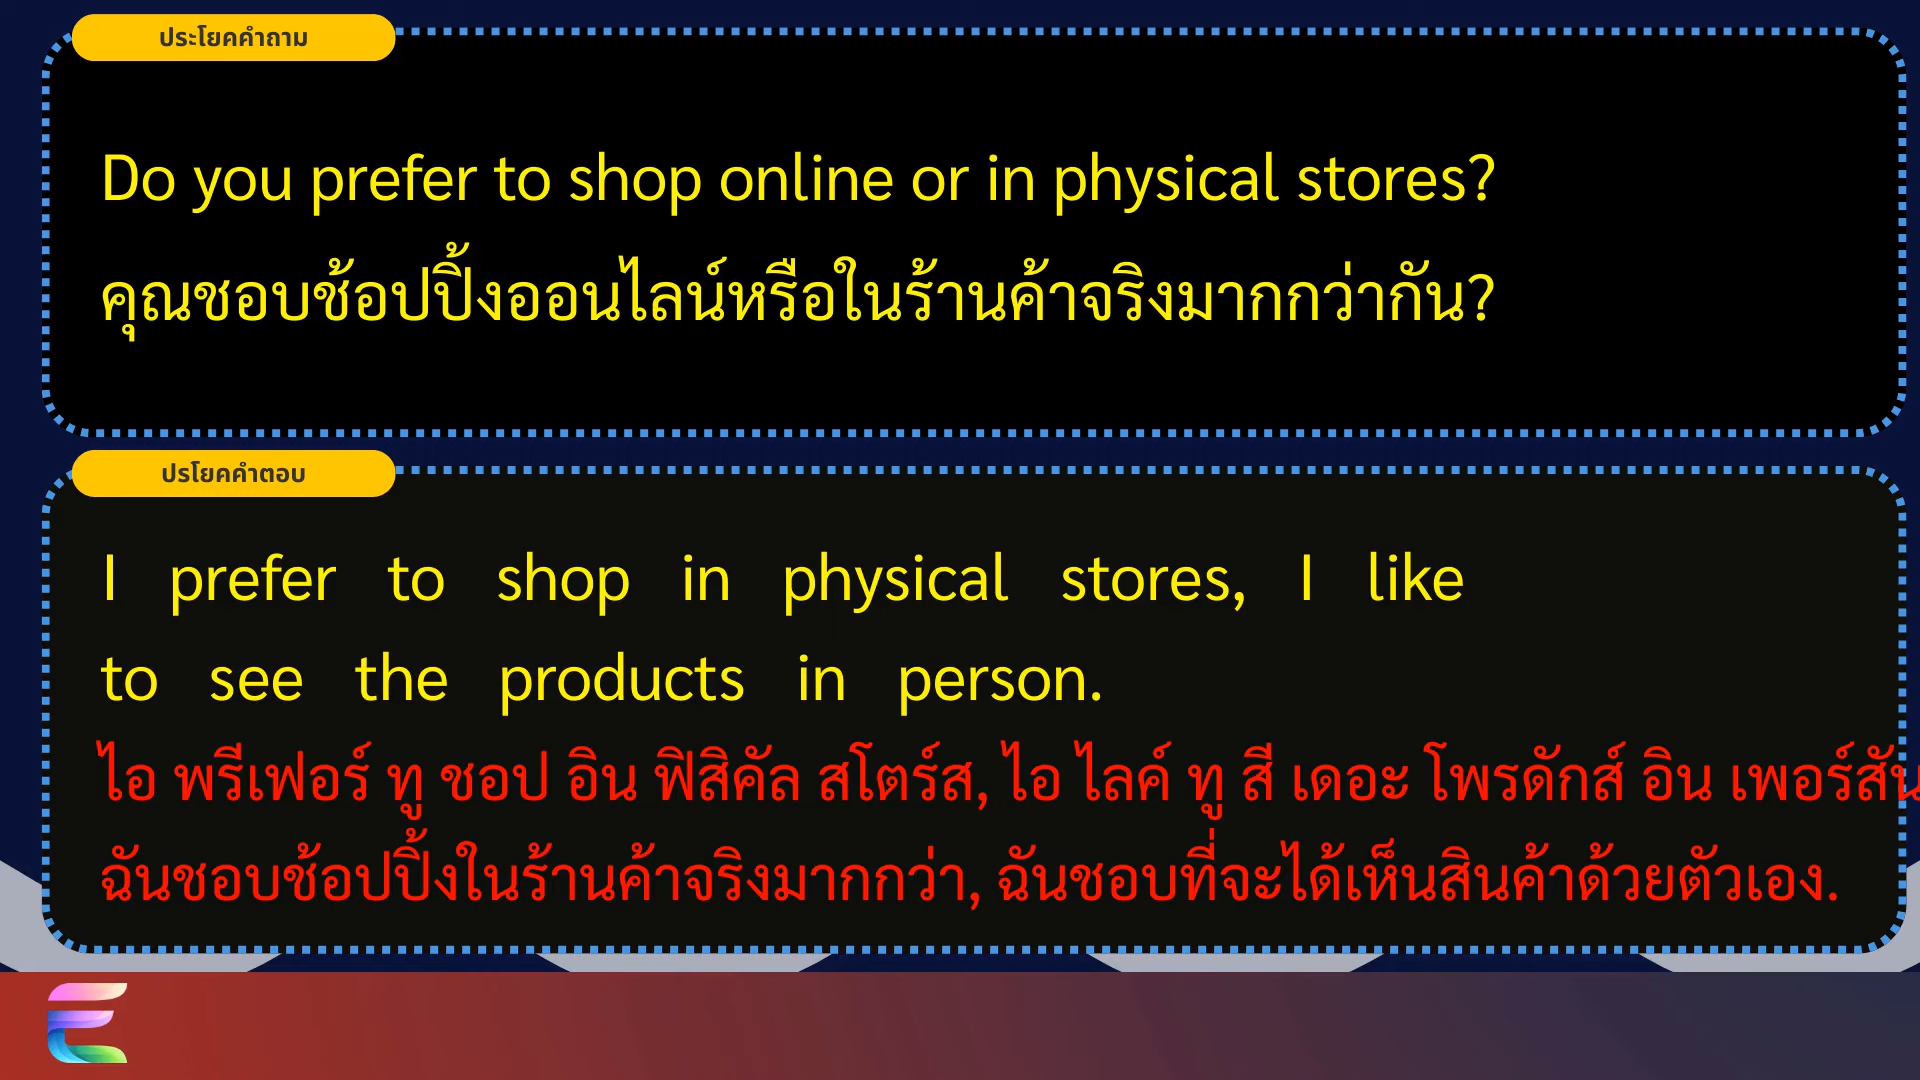 ประโยคคำถาม
Do you prefer to shop online or in physical stores?
คุณชอบช้อปปิ้งออนไลน์หรือในร้านค้าจริงมากกว่ากัน?
ปรโยคคำตอบ
I prefer to shop in physical stores, I like
to see the products in person.
ไอ พรีเฟอร์ ทู ชอป อิน ฟิสิคัล สโตร์ส, ไอ ไลค์ ทู สี เดอะ โพรดักส์ อิน เพอร์สัน
ฉันชอบช้อปปิ้งในร้านค้าจริงมากกว่า, ฉันชอบที่จะได้เห็นสินค้าด้วยตัวเอง.